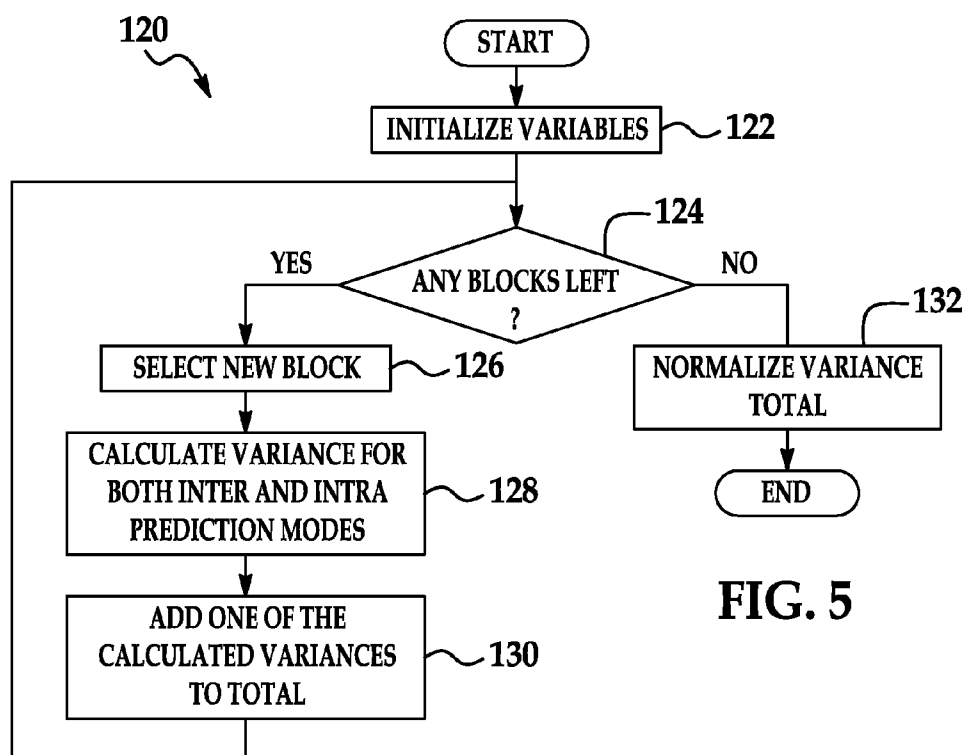 120
START
INITIALIZE VARIABLES
122
124
YES
ANY BLOCKS LEFT
?
NO
132
SELECT NEW BLOCK
126
NORMALIZE VARIANCE
TOTAL
CALCULATE VARIANCE FOR
BOTH INTER AND INTRA
PREDICTION MODES
128
END
ADD ONE OF THE
CALCULATED VARIANCES
TO TOTAL
130
FIG. 5